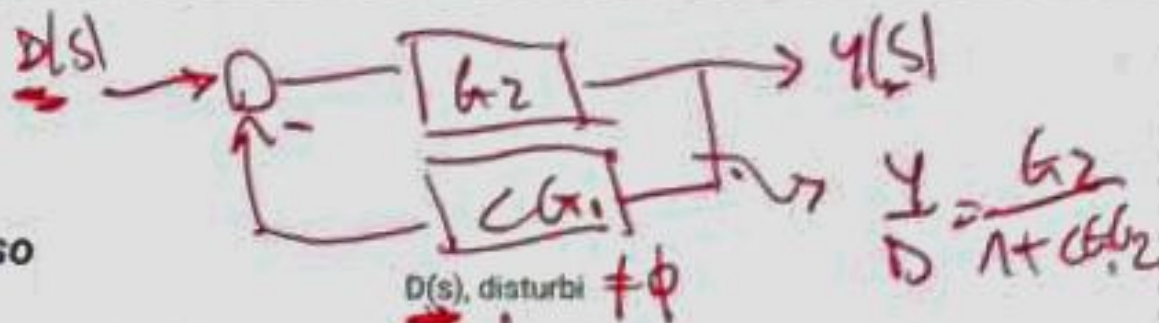 D(s) G2 Y(s)
CG1
Y/D = G2/1+CG1G2
so
D(s), disturbi ≠ ϕ